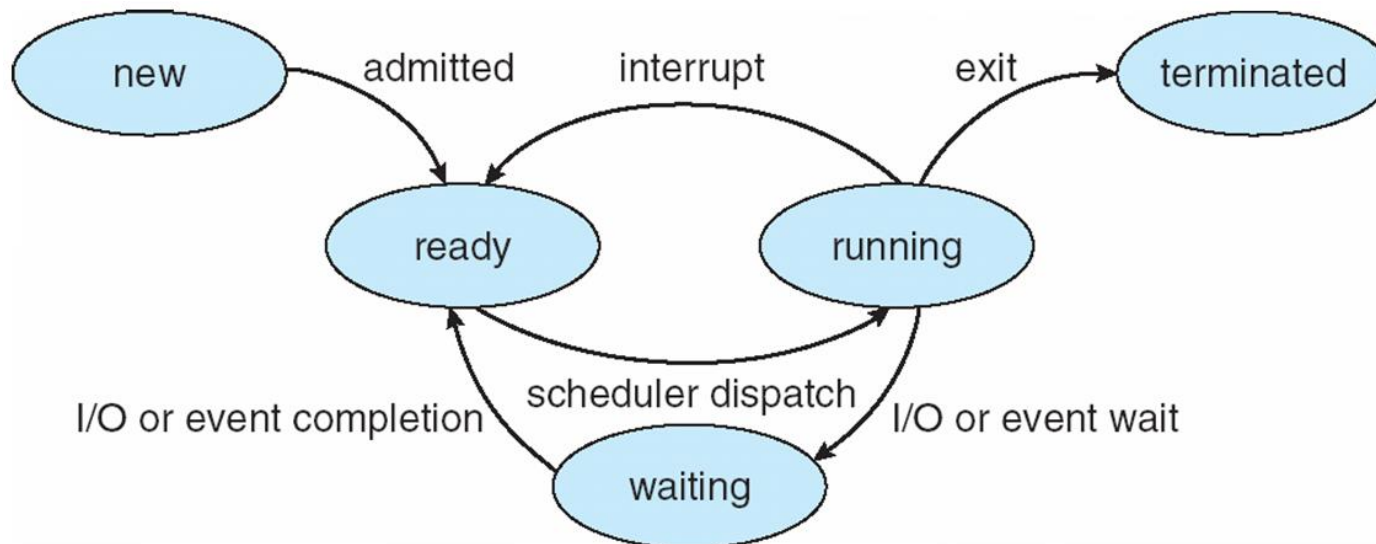 admitted
interrupt
exit
new
terminated
ready
running
scheduler dispatch
I/O or event completion
I/O or event wait
waiting